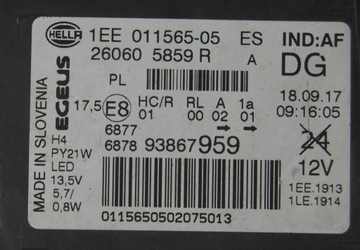 HELLA 1EE 011565-05 ES IND:AF
26060 5859 R A DG
PL
MADE IN SLOVENIA
EGEUS
17,5 E8 HC/R RL A 1a
01 00 02 01
18.09.17
09:16:05
6877
6878 93867959
24
12V
H4
PY21W
LED
13,5V
5,7/
0,8W
1EE.1913
1LE.1914
0115650502075013